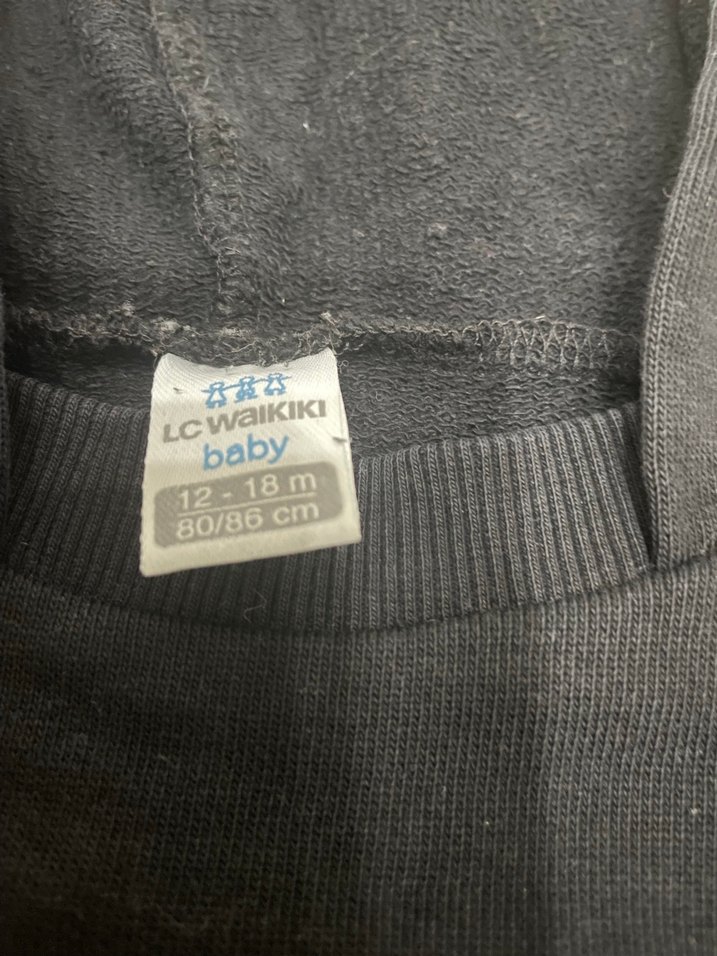 LC WAIKIKI
baby
12 - 18 m
80/86 cm